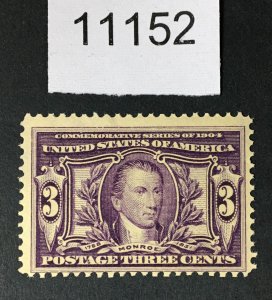 11152
COMMEMORATIVE SERIES OF 1904
UNITED STATES OF AMERICA
3 3
MONROE
POSTAGE THREE CENTS